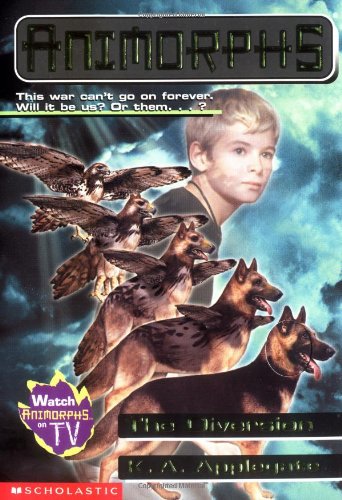 ANIMORPHS
This war can't go on forever.
Will it be us? Or them. . . ?
Watch
ANIMORPHS
on
TV
The Diversion
K. A. Applegate
SCHOLASTIC